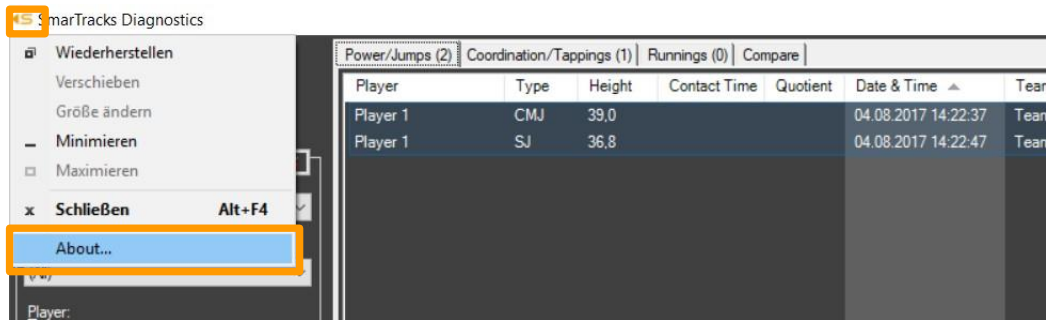 SmarTracks Diagnostics
Wiederherstellen
Verschieben
Größe ändern
Minimieren
Maximieren
Schließen Alt+F4
About...
Player:
Power/Jumps (2) Coordination/Tappings (1) Runnings (0) Compare
Player Type Height Contact Time Quotient Date & Time
Player 1 CMJ 39,0 04.08.2017 14:22:37
Player 1 SJ 36,8 04.08.2017 14:22:47